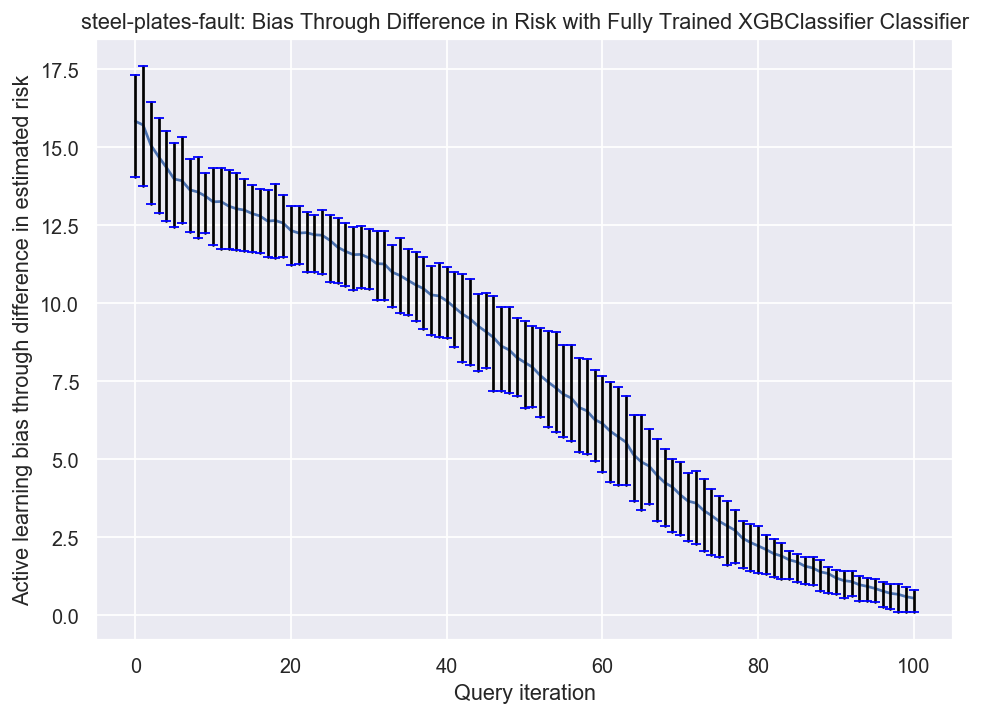 steel-plates-fault: Bias Through Difference in Risk with Fully Trained XGBClassifier Classifier
Active learning bias through difference in estimated risk
17.5
15.0
12.5
10.0
7.5
5.0
2.5
0.0
0 20 40 60 80 100
Query iteration